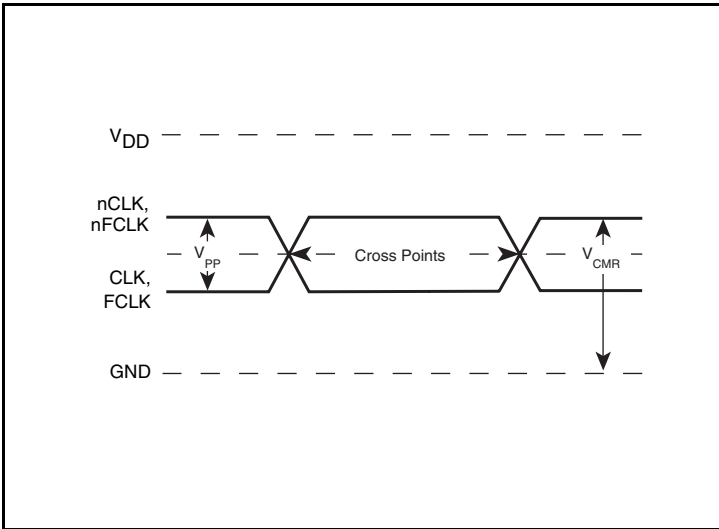 VDD
nCLK,
nFCLK
VPP
Cross Points
VCMR
CLK,
FCLK
GND